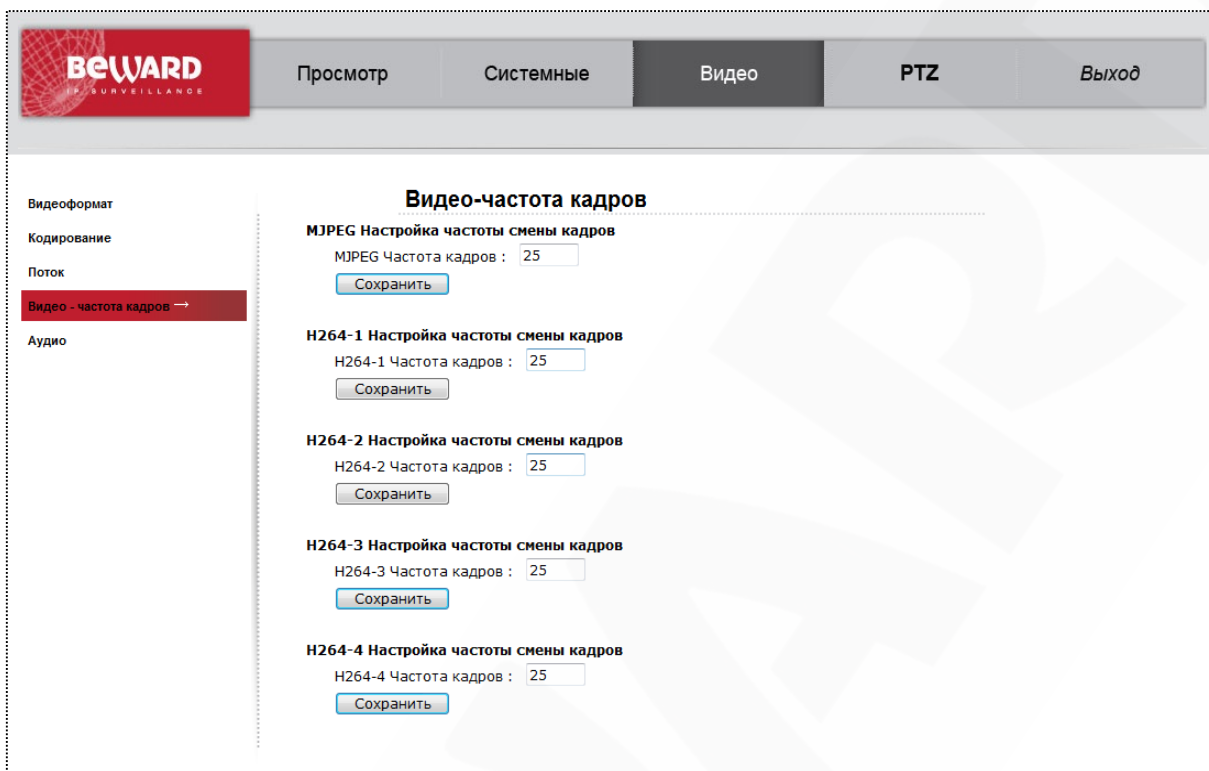 BEWARD
IP SURVEILLANCE
Просмотр
Системные
Видео
PTZ
Выход
Видеоформат
Кодирование
Поток
Видео - частота кадров →
Аудио
Видео-частота кадров
MJPEG Настройка частоты смены кадров
MJPEG Частота кадров : 25
Сохранить
H264-1 Настройка частоты смены кадров
H264-1 Частота кадров : 25
Сохранить
H264-2 Настройка частоты смены кадров
H264-2 Частота кадров : 25
Сохранить
H264-3 Настройка частоты смены кадров
H264-3 Частота кадров : 25
Сохранить
H264-4 Настройка частоты смены кадров
H264-4 Частота кадров : 25
Сохранить